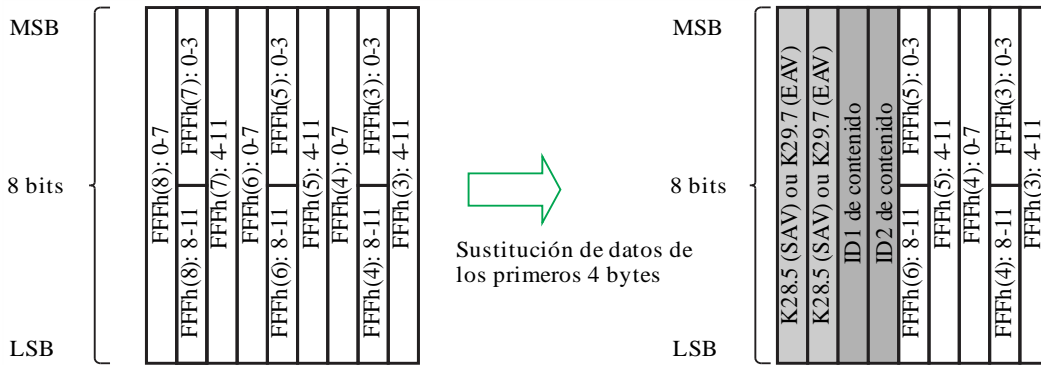 MSB
8 bits
LSB
FFFh(8): 0-7
FFFh(7): 0-3
FFFh(8): 8-11
FFFh(7): 4-11
FFFh(6): 0-7
FFFh(5): 0-3
FFFh(6): 8-11
FFFh(5): 4-11
FFFh(4): 0-7
FFFh(3): 0-3
FFFh(4): 8-11
FFFh(3): 4-11
Sustitución de datos de
los primeros 4 bytes
MSB
8 bits
LSB
K28.5 (SAV) ou K29.7 (EAV)
K28.5 (SAV) ou K29.7 (EAV)
ID1 de contenido
ID2 de contenido
FFFh(5): 0-3
FFFh(6): 8-11
FFFh(5): 4-11
FFFh(4): 0-7
FFFh(3): 0-3
FFFh(4): 8-11
FFFh(3): 4-11